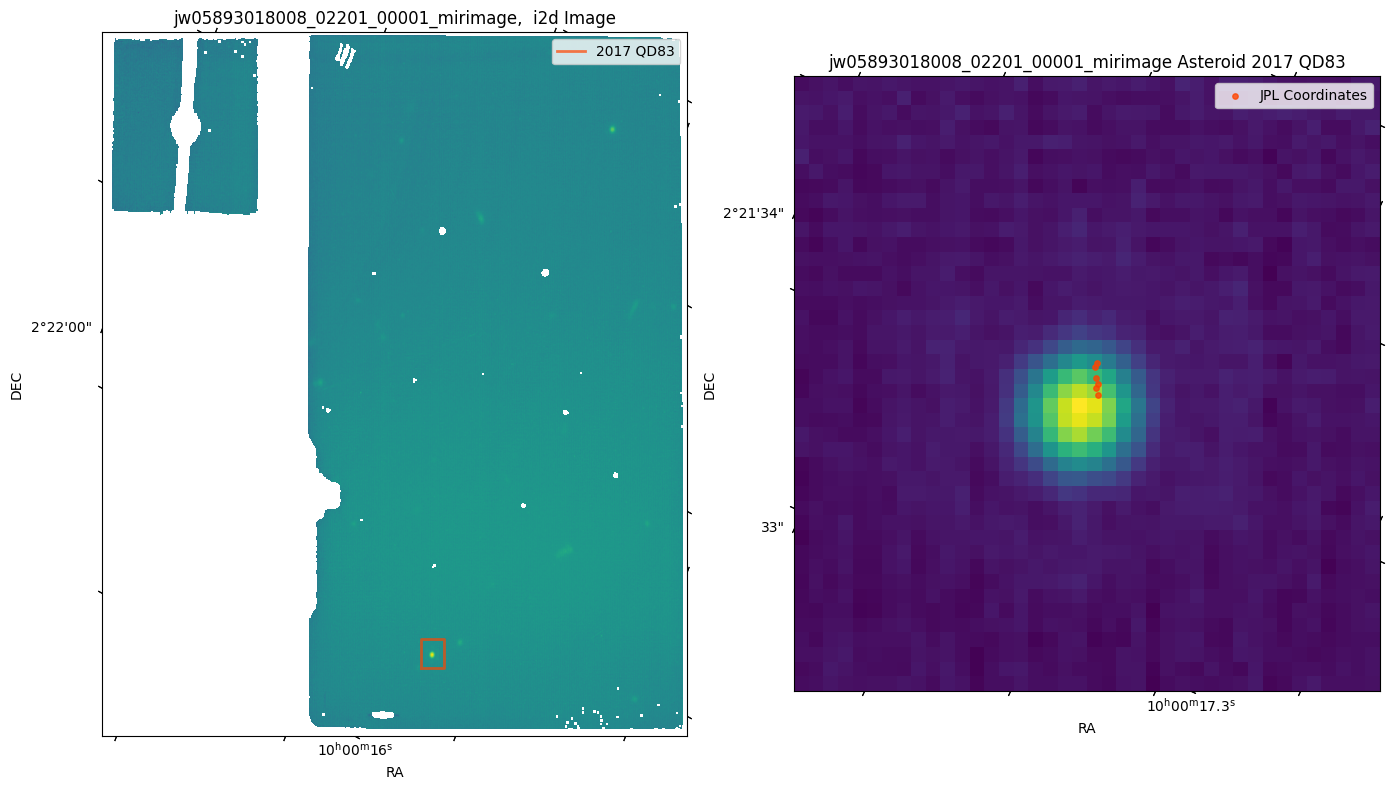 jw05893018008_02201_00001_mirimage,  i2d Image
2017 QD83
2°22'00"
DEC
10ʰ00ᵐ16ˢ
RA
jw05893018008_02201_00001_mirimage Asteroid 2017 QD83
JPL Coordinates
2°21'34"
DEC
33"
10ʰ00ᵐ17.3ˢ
RA